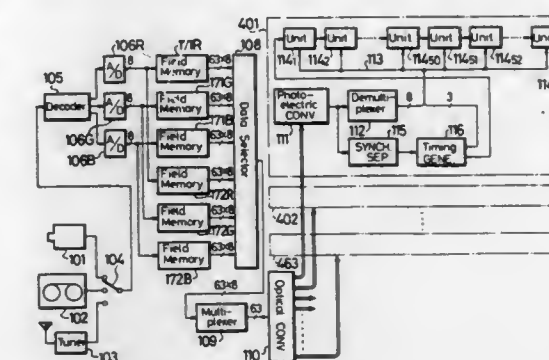 106R
171R
108
401
Unit
Unit
Unit
Unit
Unit
114₁
114₂
113
114₅₀
114₅₁
114₅₂
114
105
Decoder
A/D
8
Field
Memory
63×8
171G
A/D
8
Field
Memory
63×8
106G
171B
A/D
8
Field
Memory
63×8
106B
Data Selector
Field
Memory
63×8
172R
Field
Memory
63×8
172G
Field
Memory
63×8
172B
Photo-
electric
CONV
111
Demulti-
plexer
8
3
112
115
116
SYNCH.
SEP
Timing
GENE.
402
463
101
104
102
Tuner
103
63×8
Multi-
plexer
63
109
Optical CONV
110